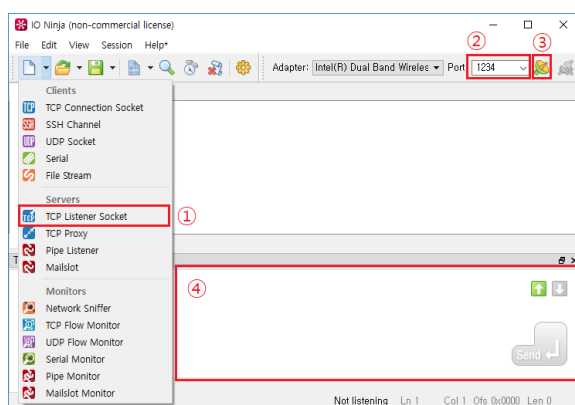 IO Ninja (non-commercial license)
②
③
File Edit View Session Help*
Adapter: Intel(R) Dual Band Wireles Port: 1234
Clients
TCP Connection Socket
SSH Channel
UDP Socket
Serial
File Stream
Servers
TCP Listener Socket
①
TCP Proxy
Pipe Listener
T
Mailslot
④
Monitors
Network Sniffer
TCP Flow Monitor
UDP Flow Monitor
Send
Serial Monitor
Pipe Monitor
Mailslot Monitor
Not listening Ln 1 Col 1 Ofs 0x0000 Len 0